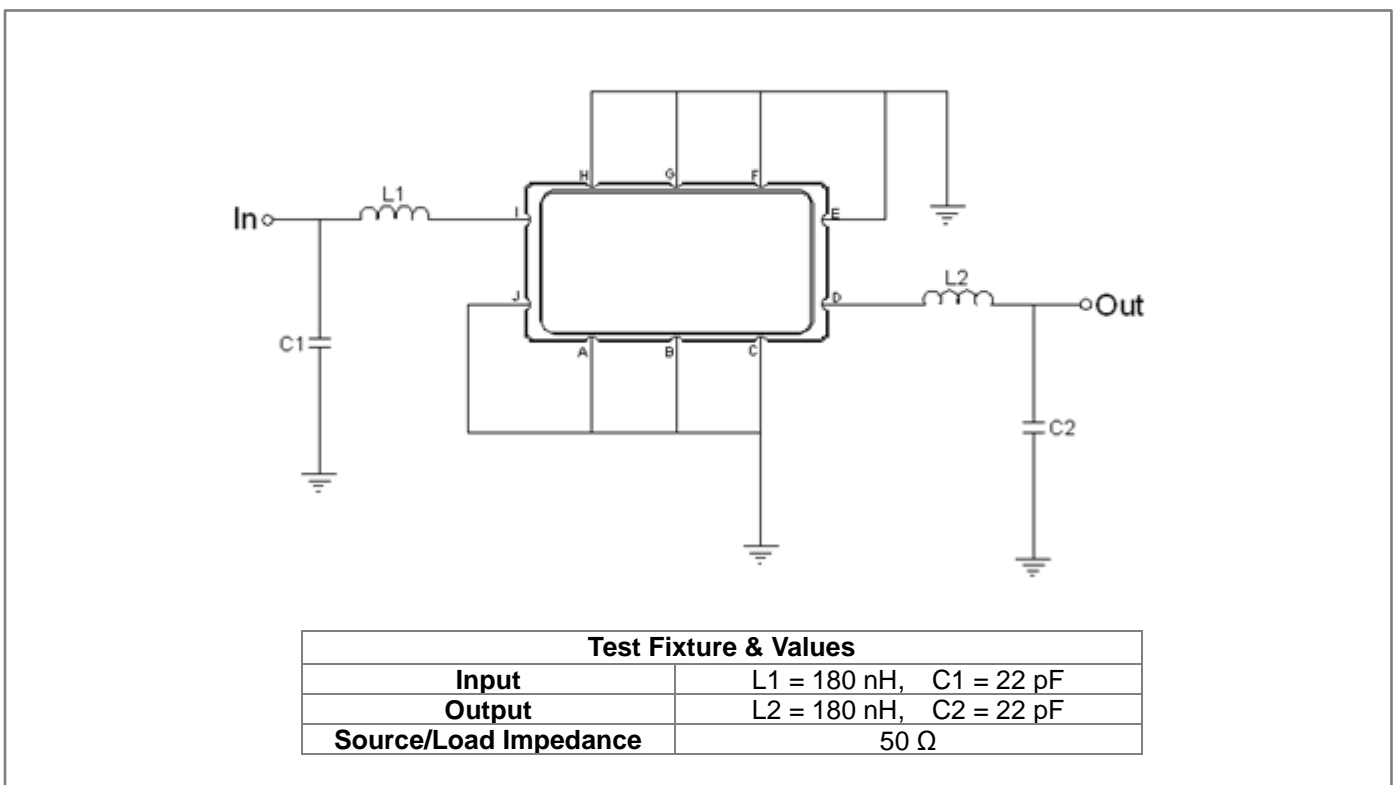 H G F
L1
In I E
L2
J D Out
C1
A B C
C2
Test Fixture & Values
Input L1 = 180 nH, C1 = 22 pF
Output L2 = 180 nH, C2 = 22 pF
Source/Load Impedance 50 Ω